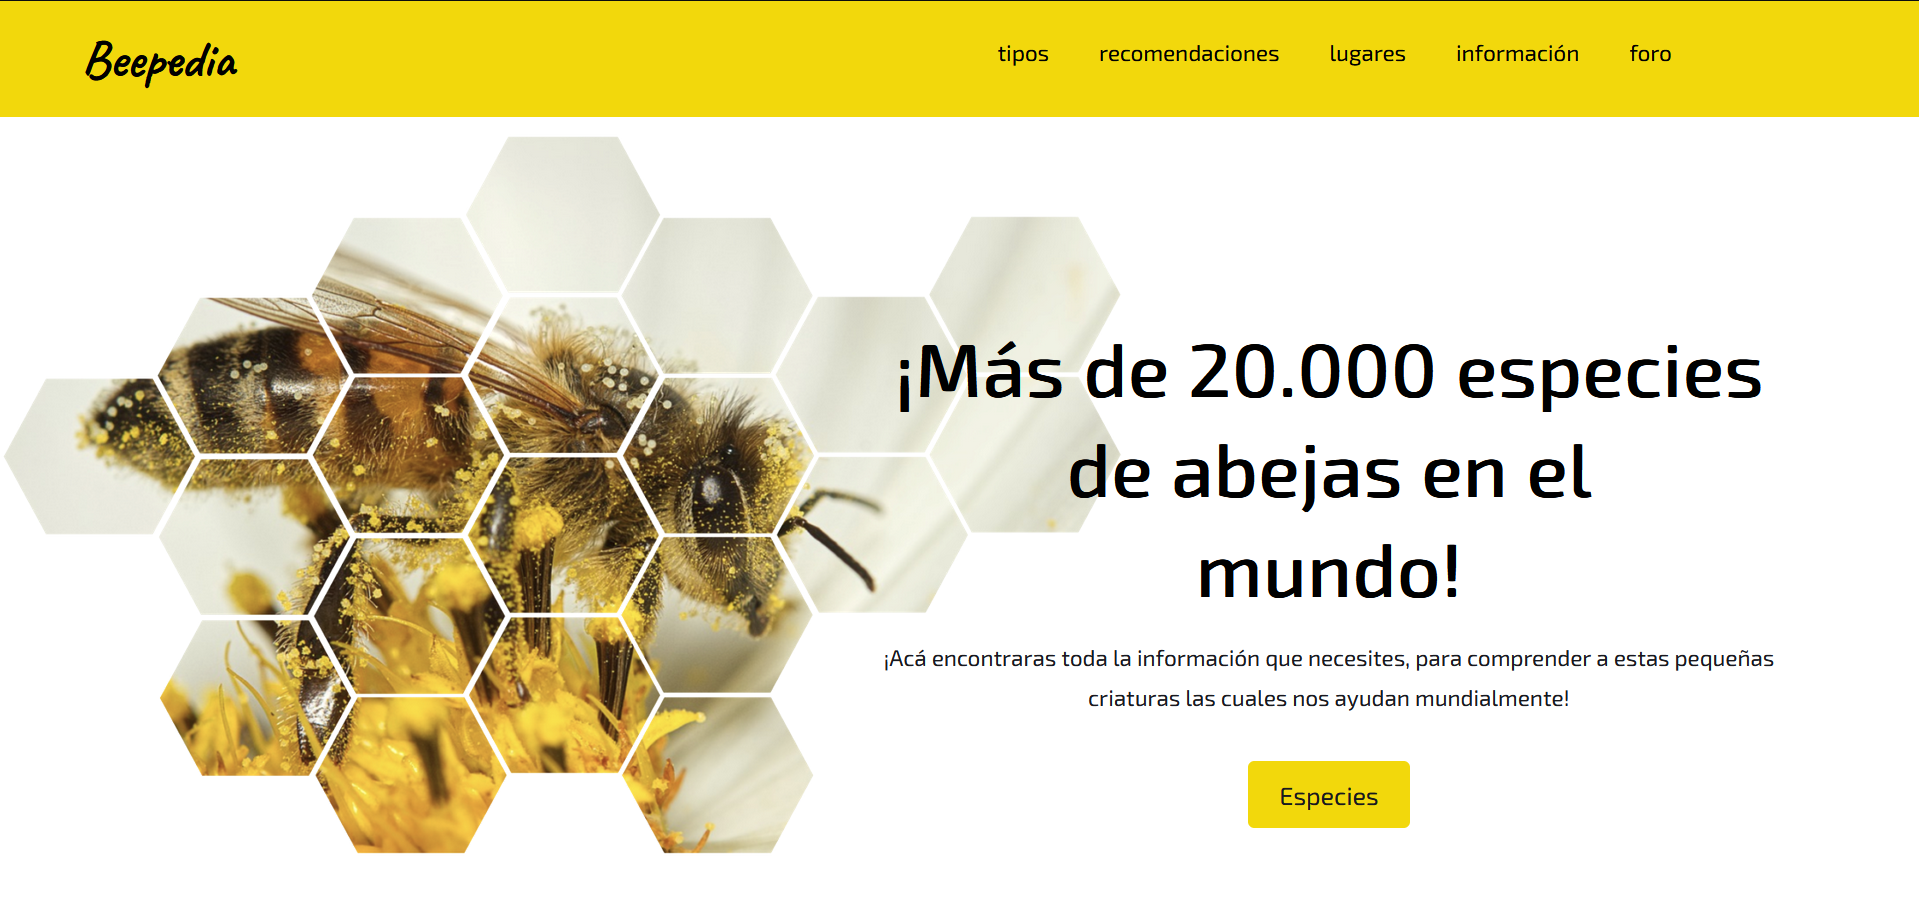 Beepedia
tipos recomendaciones lugares información foro
¡Más de 20.000 especies
de abejas en el
mundo!
¡Acá encontraras toda la información que necesites, para comprender a estas pequeñas
criaturas las cuales nos ayudan mundialmente!
Especies